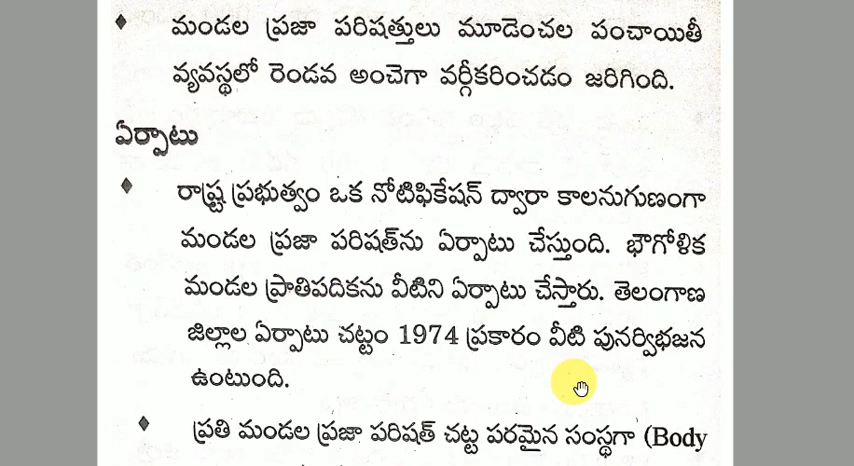 మండల ప్రజా పరిషత్తులు మూడెంచల పంచాయితీ
వ్యవస్థలో రెండవ అంచెగా వర్గీకరించడం జరిగింది.
ఏర్పాటు
రాష్ట్ర ప్రభుత్వం ఒక నోటిఫికేషన్ ద్వారా కాలనుగుణంగా
మండల ప్రజా పరిషత్‌ను ఏర్పాటు చేస్తుంది. భౌగోళిక
మండల ప్రాతిపదికను వీటిని ఏర్పాటు చేస్తారు. తెలంగాణ
జిల్లాల ఏర్పాటు చట్టం 1974 ప్రకారం వీటి పునర్విభజన
ఉంటుంది.
ప్రతి మండల ప్రజా పరిషత్ చట్ట పరమైన సంస్థగా (Body